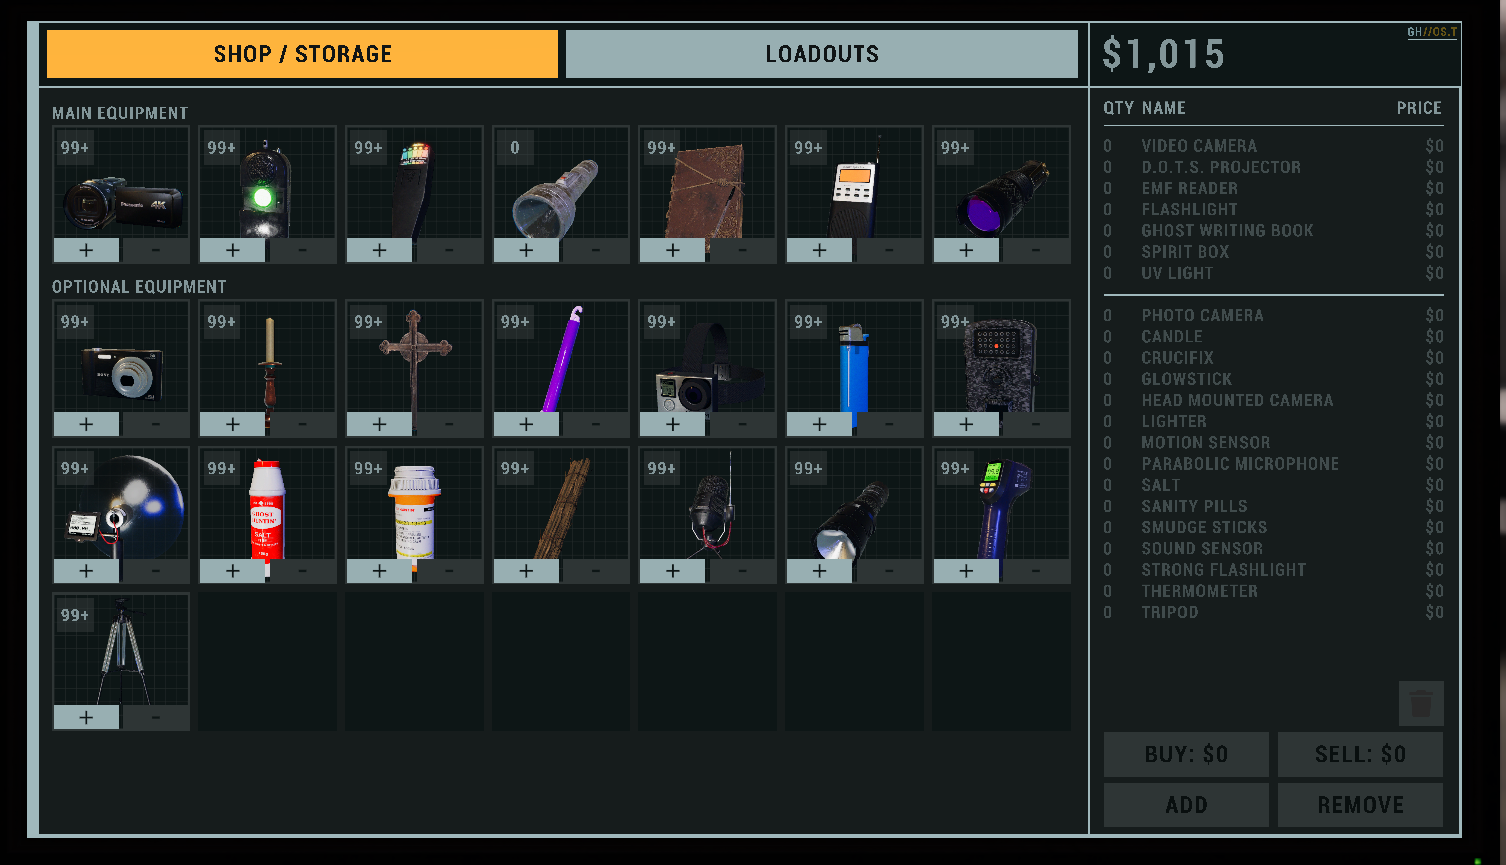 SHOP / STORAGE
LOADOUTS
$1,015
GH//OS.T
MAIN EQUIPMENT
99+
99+
99+
0
99+
99+
99+
Panasonic
4K
+ -
+ -
+ -
+ -
+ -
+ -
+ -
OPTIONAL EQUIPMENT
99+
99+
99+
99+
99+
99+
99+
SONY
+ -
+ -
+ -
+ -
+ -
+ -
+ -
99+
99+
99+
99+
99+
99+
99+
GHOST
HUNTIN'
SALT
+ -
+ -
+ -
+ -
+ -
+ -
+ -
99+
+ -
QTY NAME PRICE
0 VIDEO CAMERA $0
0 D.O.T.S. PROJECTOR $0
0 EMF READER $0
0 FLASHLIGHT $0
0 GHOST WRITING BOOK $0
0 SPIRIT BOX $0
0 UV LIGHT $0
0 PHOTO CAMERA $0
0 CANDLE $0
0 CRUCIFIX $0
0 GLOWSTICK $0
0 HEAD MOUNTED CAMERA $0
0 LIGHTER $0
0 MOTION SENSOR $0
0 PARABOLIC MICROPHONE $0
0 SALT $0
0 SANITY PILLS $0
0 SMUDGE STICKS $0
0 SOUND SENSOR $0
0 STRONG FLASHLIGHT $0
0 THERMOMETER $0
0 TRIPOD $0
BUY: $0
SELL: $0
ADD
REMOVE